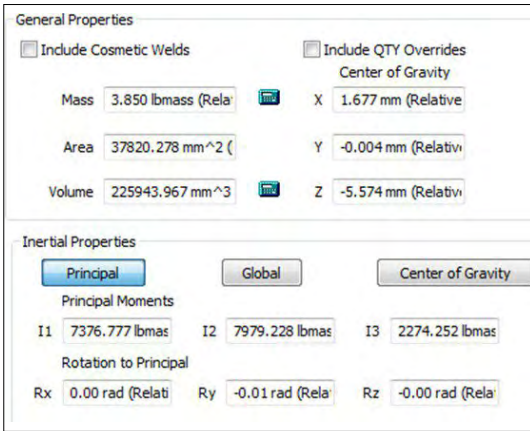 General Properties
Include Cosmetic Welds
Include QTY Overrides
Center of Gravity
Mass 3.850 lbmass (Rela X 1.677 mm (Relative
Area 37820.278 mm^2 ( Y -0.004 mm (Relativ
Volume 225943.967 mm^3 Z -5.574 mm (Relativ
Inertial Properties
Principal Global Center of Gravity
Principal Moments
I1 7376.777 lbmas I2 7979.228 lbmas I3 2274.252 lbmas
Rotation to Principal
Rx 0.00 rad (Relati Ry -0.01 rad (Rela Rz -0.00 rad (Rela